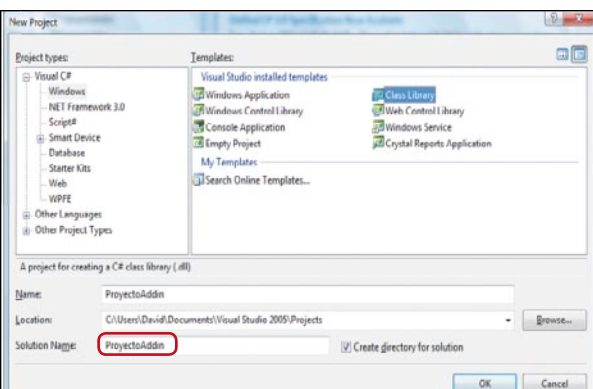 New Project
Project types:
Templates:
Visual C#
Windows
NET Framework 3.0
Script#
Smart Device
Database
Starter Kits
Web
WPFE
Other Languages
Other Project Types
Visual Studio installed templates
Windows Application
Class Library
Windows Control Library
Web Control Library
Console Application
Windows Service
Empty Project
Crystal Reports Application
My Templates
Search Online Templates...
A project for creating a C# class library (.dll)
Name:
ProyectoAddin
Location:
C:\Users\David\Documents\Visual Studio 2005\Projects
Browse...
Solution Name:
ProyectoAddin
Create directory for solution
OK
Cancel